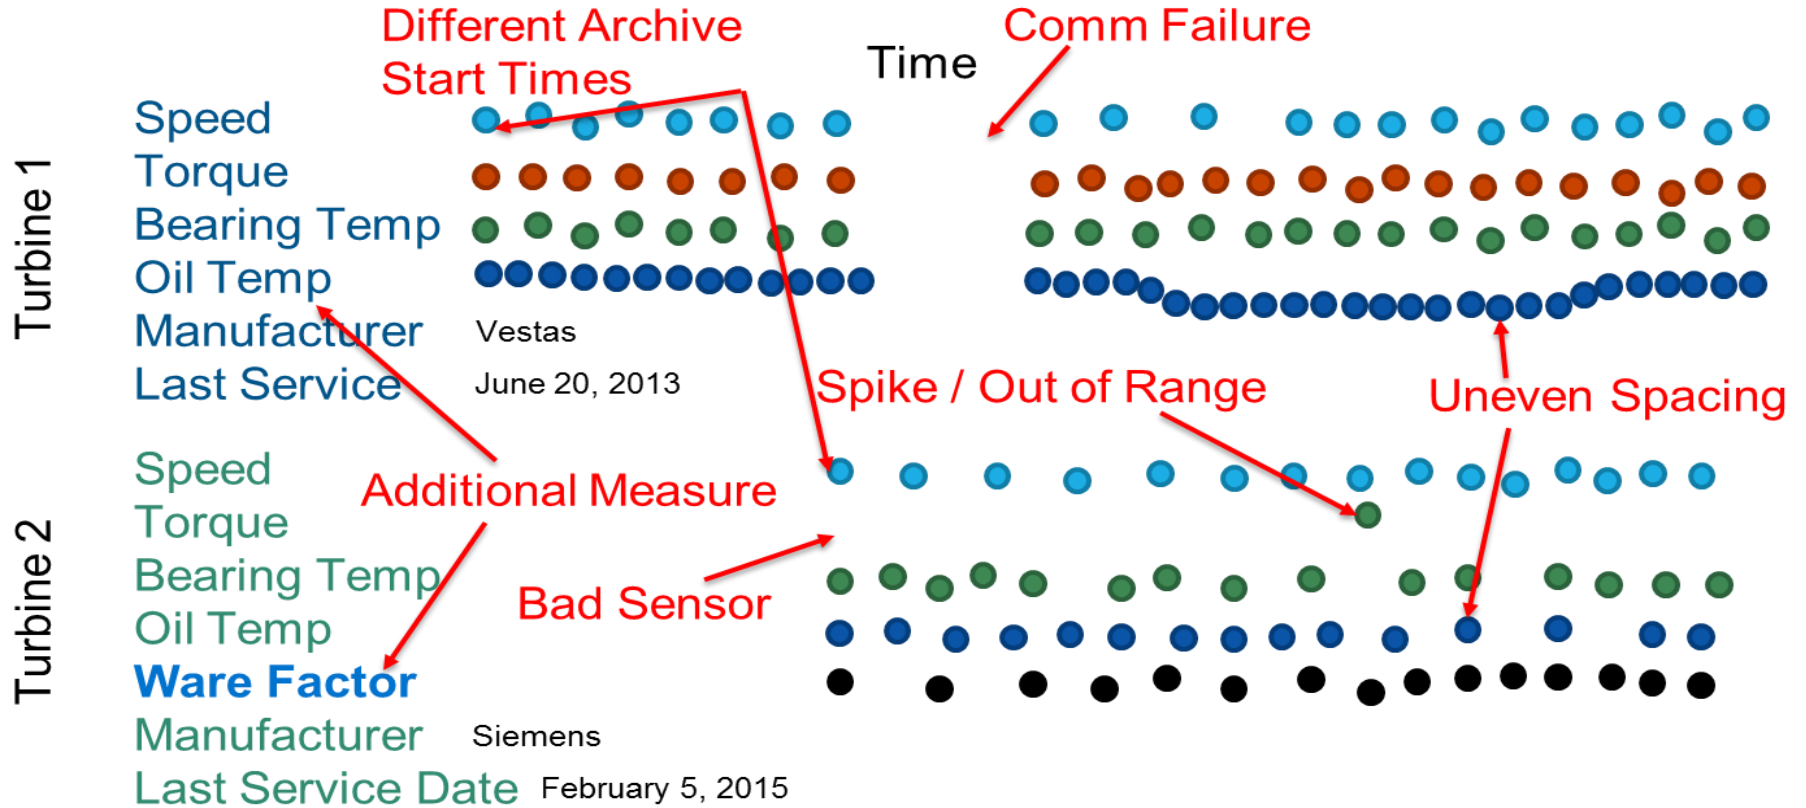 Different Archive
Start Times
Comm Failure
Time
Turbine 1
Speed
Torque
Bearing Temp
Oil Temp
Manufacturer Vestas
Last Service June 20, 2013
Spike / Out of Range
Uneven Spacing
Additional Measure
Bad Sensor
Turbine 2
Speed
Torque
Bearing Temp
Oil Temp
Ware Factor
Manufacturer Siemens
Last Service Date February 5, 2015